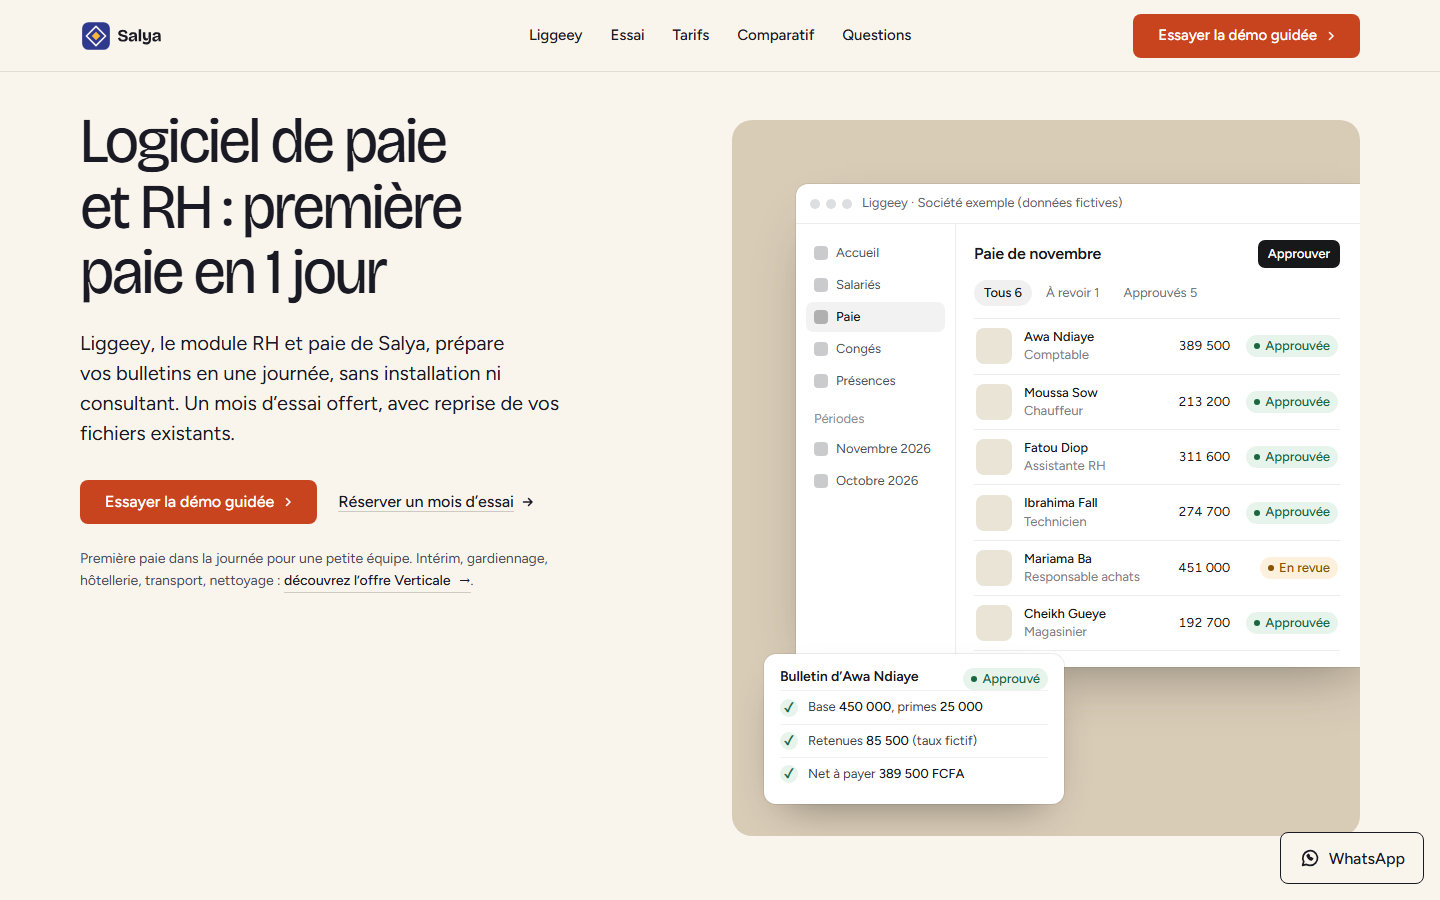 Salya
Liggeey
Essai
Tarifs
Comparatif
Questions
Essayer la démo guidée
Logiciel de paie
et RH : première
paie en 1 jour
Liggeey, le module RH et paie de Salya, prépare
vos bulletins en une journée, sans installation ni
consultant. Un mois d’essai offert, avec reprise de vos
fichiers existants.
Essayer la démo guidée
Réserver un mois d’essai →
Première paie dans la journée pour une petite équipe. Intérim, gardiennage,
hôtellerie, transport, nettoyage : découvrez l’offre Verticale →.
Liggeey · Société exemple (données fictives)
Accueil
Salariés
Paie
Congés
Présences
Périodes
Novembre 2026
Octobre 2026
Paie de novembre
Approuver
Tous 6
À revoir 1
Approuvés 5
Awa Ndiaye
Comptable
389 500
Approuvée
Moussa Sow
Chauffeur
213 200
Approuvée
Fatou Diop
Assistante RH
311 600
Approuvée
Ibrahima Fall
Technicien
274 700
Approuvée
Mariama Ba
Responsable achats
451 000
En revue
Cheikh Gueye
Magasinier
192 700
Approuvée
Bulletin d’Awa Ndiaye
Approuvé
Base 450 000, primes 25 000
Retenues 85 500 (taux fictif)
Net à payer 389 500 FCFA
WhatsApp